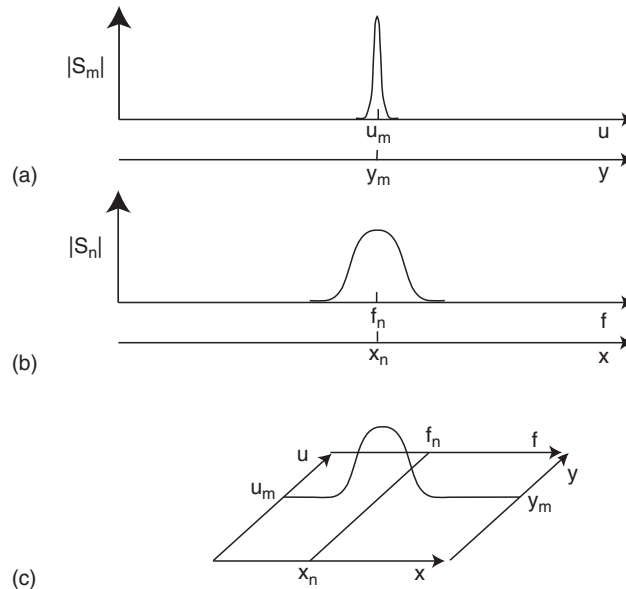 |Sₘ|
uₘ u
(a)
yₘ y
|Sₙ|
fₙ f
(b)
xₙ x
fₙ f
u y
uₘ yₘ
(c)
xₙ x